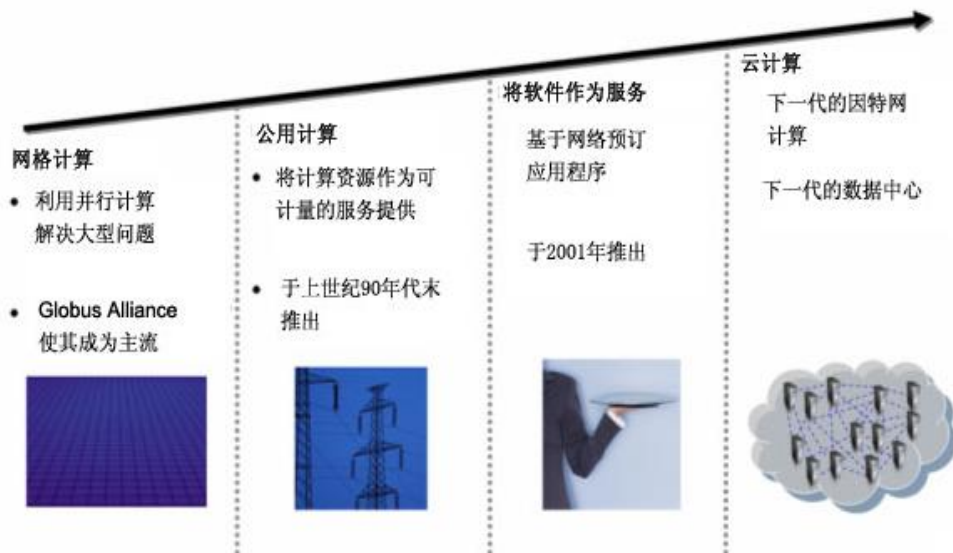 网格计算
• 利用并行计算
解决大型问题
• Globus Alliance
使其成为主流
公用计算
• 将计算资源作为可
计量的服务提供
• 于上世纪90年代末
推出
将软件作为服务
基于网络预订
应用程序
于2001年推出
云计算
下一代的因特网
计算
下一代的数据中心